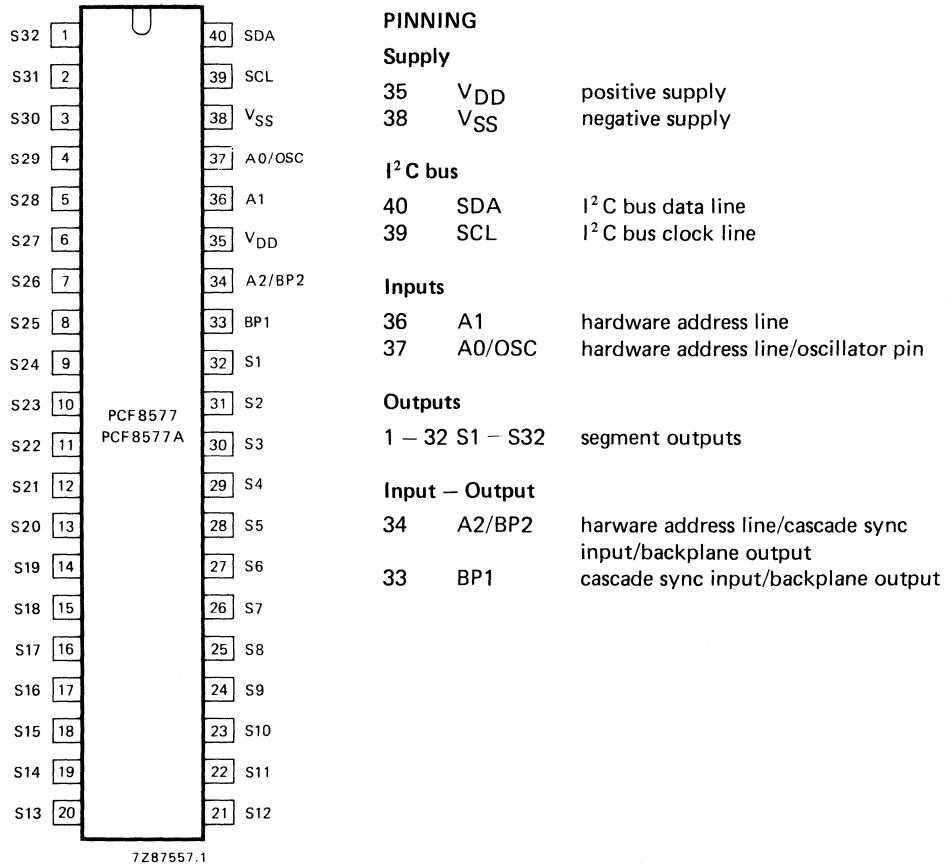 S32 1 40 SDA
S31 2 39 SCL
S30 3 38 VSS
S29 4 37 A0/OSC
S28 5 36 A1
S27 6 35 VDD
S26 7 34 A2/BP2
S25 8 33 BP1
S24 9 32 S1
S23 10 31 S2
PCF8577
PCF8577A
S22 11 30 S3
S21 12 29 S4
S20 13 28 S5
S19 14 27 S6
S18 15 26 S7
S17 16 25 S8
S16 17 24 S9
S15 18 23 S10
S14 19 22 S11
S13 20 21 S12
7Z87557.1
PINNING
Supply
35 VDD positive supply
38 VSS negative supply
I² C bus
40 SDA I² C bus data line
39 SCL I² C bus clock line
Inputs
36 A1 hardware address line
37 A0/OSC hardware address line/oscillator pin
Outputs
1 – 32 S1 – S32 segment outputs
Input – Output
34 A2/BP2 harware address line/cascade sync
input/backplane output
33 BP1 cascade sync input/backplane output